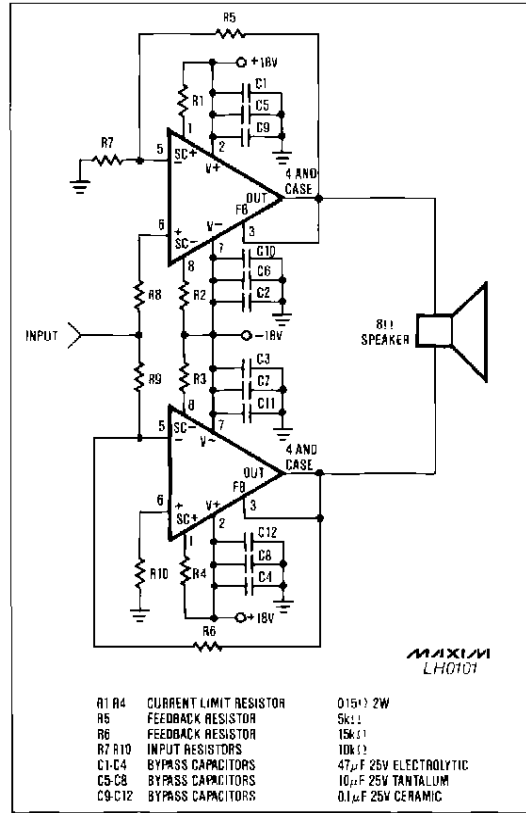 R5
+18V
C1
R1
C5
C9
R7
1
2
5
SC+
V+
−
4 AND
CASE
OUT
FB
6
+
SC−
V−
3
8
7
C10
C6
C2
R8
R2
INPUT
−18V
8Ω
SPEAKER
R9
R3
C3
C7
C11
8
7
5
SC−
V−
−
4 AND
CASE
OUT
FB
6
+
SC+
V+
3
1
2
C12
C8
C4
R10
R4
+18V
R6
MAXIM
LH0101
R1 R4 CURRENT LIMIT RESISTOR 015Ω 2W
R5 FEEDBACK RESISTOR 5kΩ
R6 FEEDBACK RESISTOR 15kΩ
R7 R10 INPUT RESISTORS 10kΩ
C1-C4 BYPASS CAPACITORS 47μF 25V ELECTROLYTIC
C5-C8 BYPASS CAPACITORS 10μF 25V TANTALUM
C9-C12 BYPASS CAPACITORS 0.1μF 25V CERAMIC